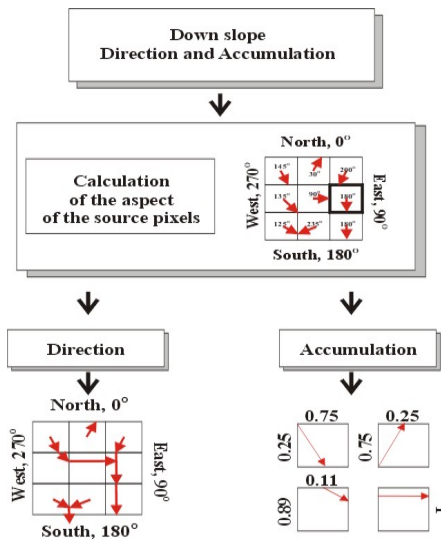 Down slope
Direction and Accumulation
North, 0°
West, 270°
145° 30° 200°
135° 90° 180°
125° 235° 180°
East, 90°
South, 180°
Calculation
of the aspect
of the source pixels
Direction
Accumulation
North, 0°
West, 270°
East, 90°
South, 180°
0.75
0.25
0.25
0.75
0.11
0.89
1